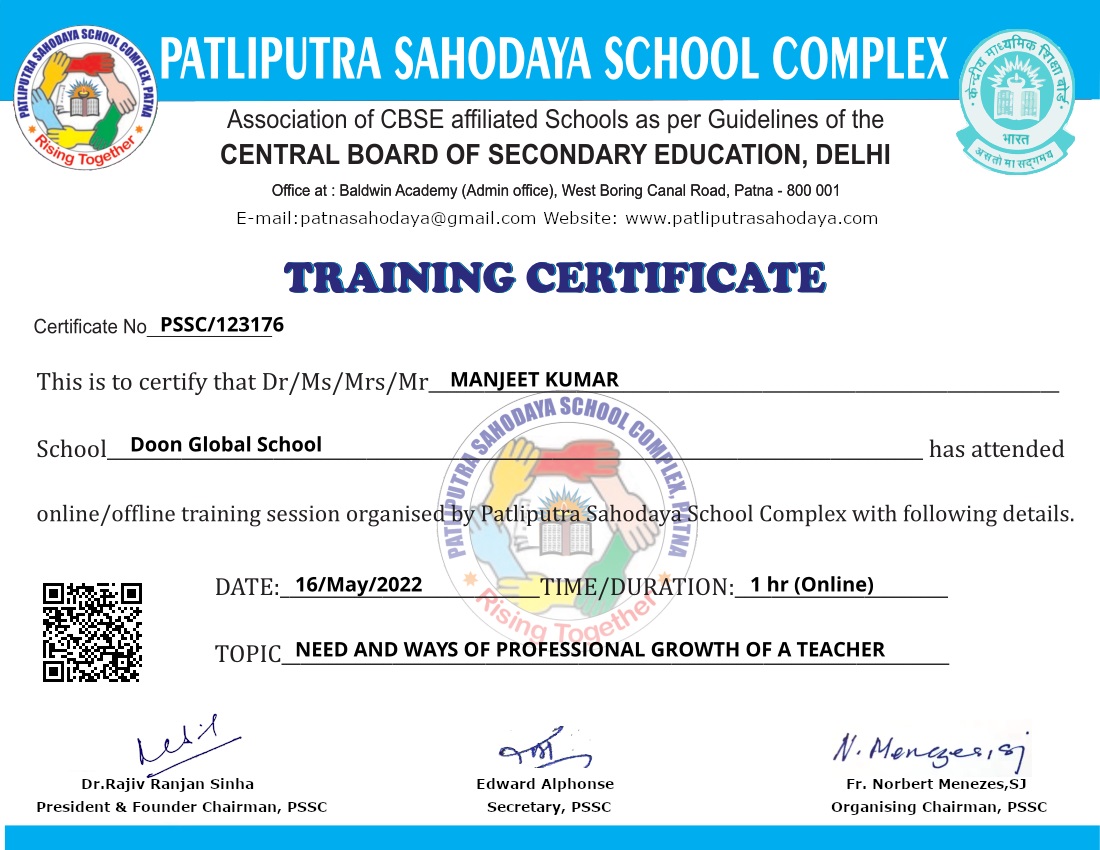 PATLIPUTRA SAHODAYA SCHOOL COMPLEX, PATNA
Rising Together
PATLIPUTRA SAHODAYA SCHOOL COMPLEX
केन्द्रीय माध्यमिक शिक्षा बोर्ड
भारत
असतो मा सद्गमय
Association of CBSE affiliated Schools as per Guidelines of the
CENTRAL BOARD OF SECONDARY EDUCATION, DELHI
Office at : Baldwin Academy (Admin office), West Boring Canal Road, Patna - 800 001
E-mail:patnasahodaya@gmail.com Website: www.patliputrasahodaya.com
TRAINING CERTIFICATE
Certificate No PSSC/123176
This is to certify that Dr/Ms/Mrs/Mr MANJEET KUMAR
School Doon Global School has attended
online/offline training session organised by Patliputra Sahodaya School Complex with following details.
PATLIPUTRA SAHODAYA SCHOOL COMPLEX, PATNA
Rising Together
DATE: 16/May/2022 TIME/DURATION: 1 hr (Online)
TOPIC NEED AND WAYS OF PROFESSIONAL GROWTH OF A TEACHER
N. Menezes, sj
Dr.Rajiv Ranjan Sinha Edward Alphonse Fr. Norbert Menezes,SJ
President & Founder Chairman, PSSC Secretary, PSSC Organising Chairman, PSSC